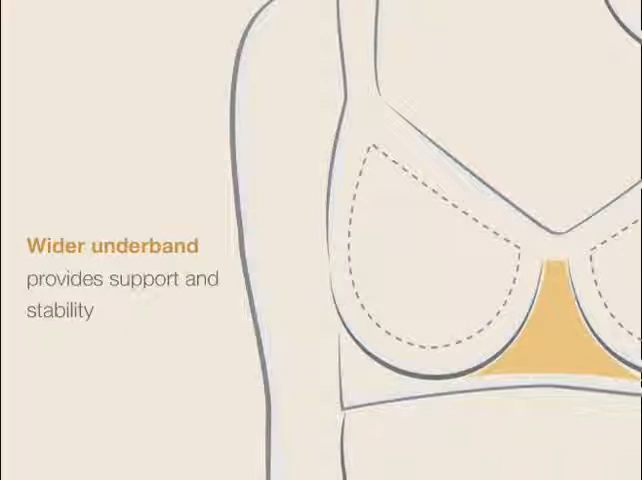 Wider underband
provides support and
stability